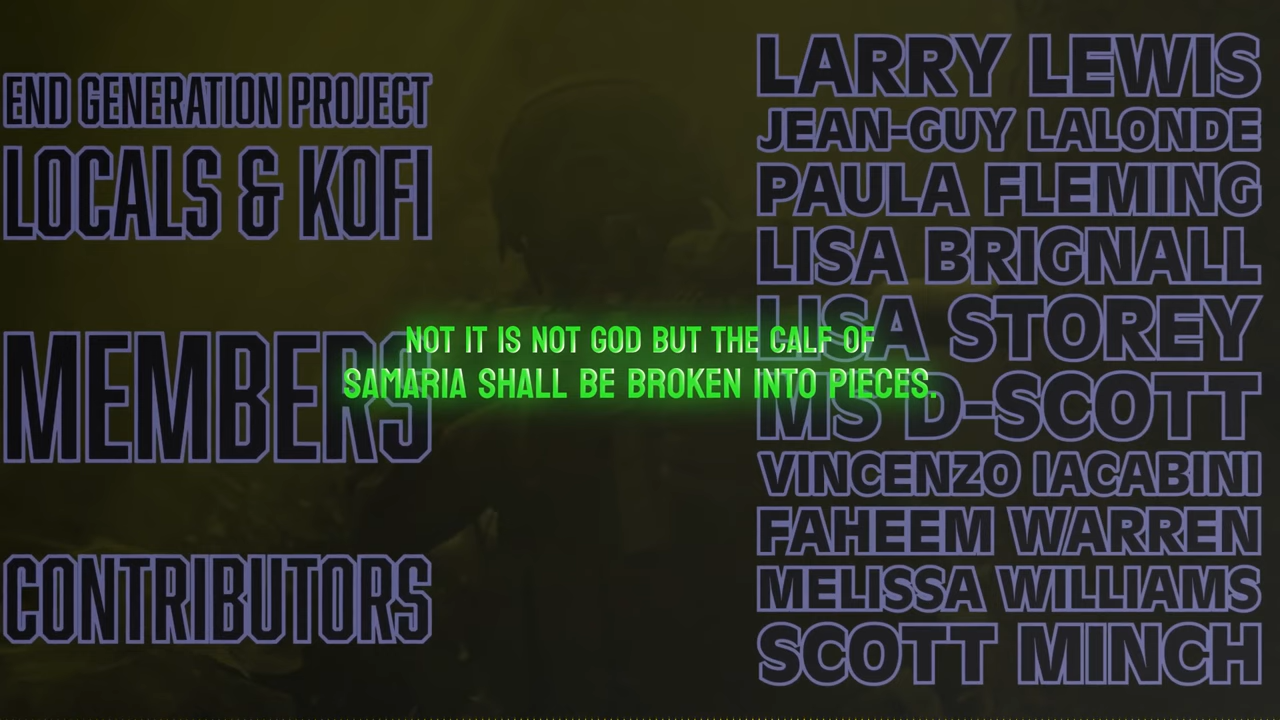 END GENERATION PROJECT
LOCALS & KOFI
MEMBERS
CONTRIBUTORS
NOT IT IS NOT GOD BUT THE CALF OF
SAMARIA SHALL BE BROKEN INTO PIECES.
LARRY LEWIS
JEAN-GUY LALONDE
PAULA FLEMING
LISA BRIGNALL
LISA STOREY
MS D-SCOTT
VINCENZO IACABINI
FAHEEM WARREN
MELISSA WILLIAMS
SCOTT MINCH